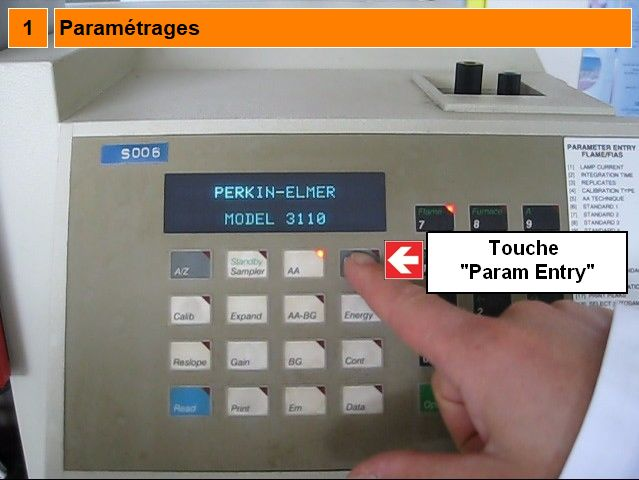 1 Paramétrages
S006
PERKIN-ELMER
MODEL 3110
PARAMETER ENTRY
FLAME/FIAS
[1] LAMP CURRENT
[2] INTEGRATION TIME
[3] REPLICATES
[4] CALIBRATION TYPE
[5] AA TECHNIQUE
[6] STANDARD 1
[7] STANDARD 2
[8] STANDARD 3
Flame Furnace A
7 8 9
Touche
"Param Entry"
A/Z Standby Sampler AA
2
Calib Expand AA-BG Energy
Reslope Gain BG Cont
Read Print Em Data